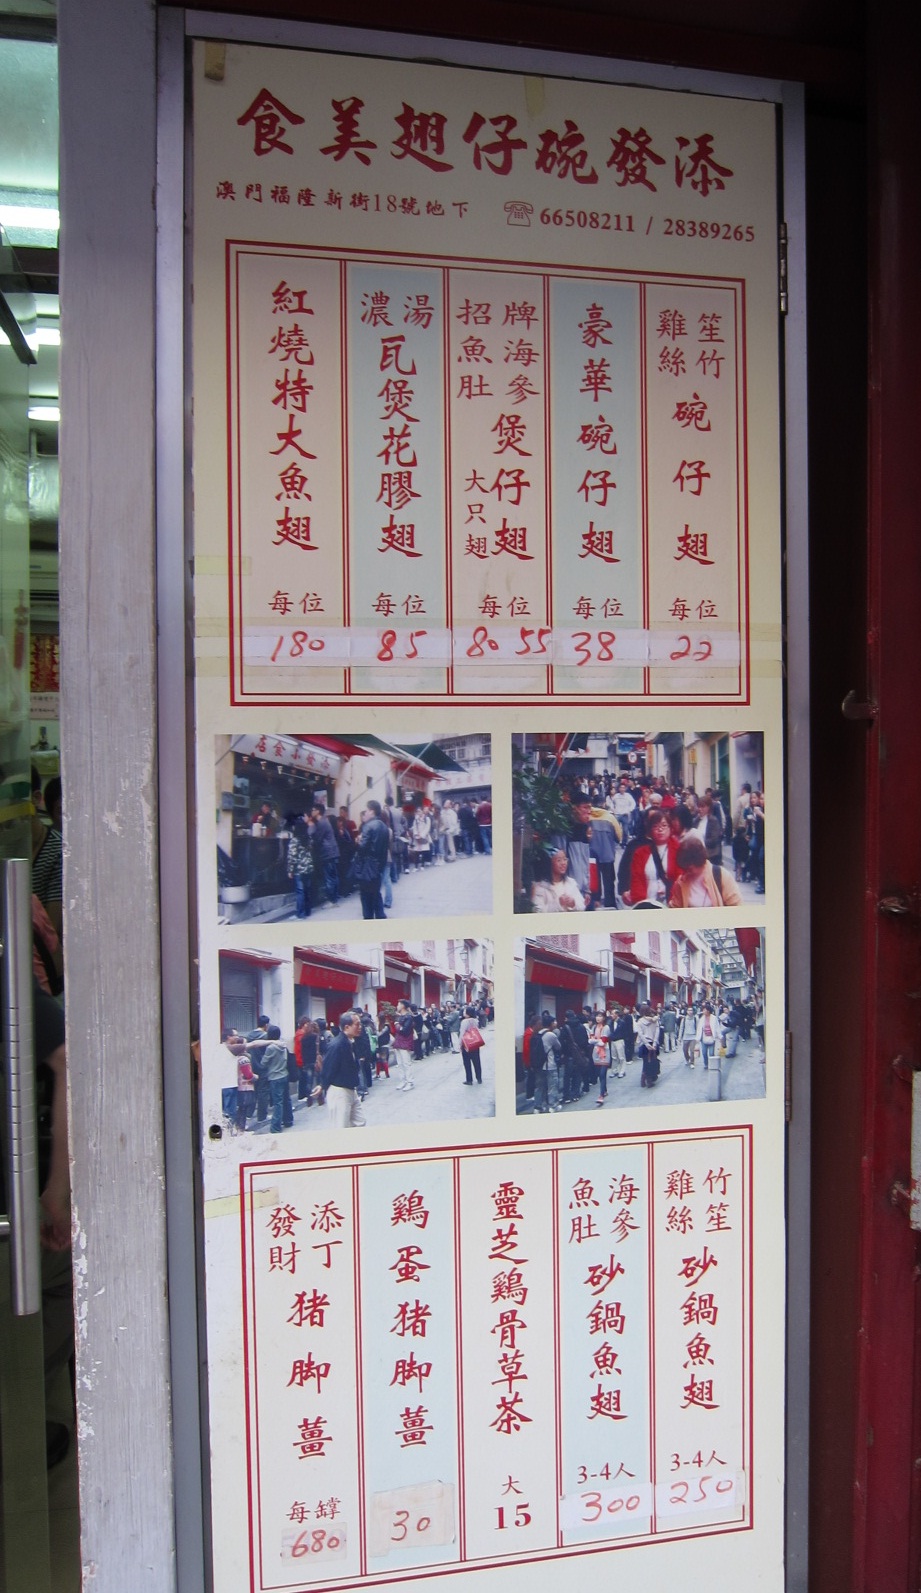 添發碗仔翅美食
澳門福隆新街18號地下
66508211 / 28389265
笙竹雞絲碗仔翅
每位
22
豪華碗仔翅
每位
38
招牌海參魚肚煲仔翅
大只翅
每位
80 55
濃湯瓦煲花膠翅
每位
85
紅燒特大魚翅
每位
180
添發小食店
竹笙雞絲砂鍋魚翅
3-4人
250
海參魚肚砂鍋魚翅
3-4人
300
靈芝鷄骨草茶
大
15
鷄蛋猪脚薑
30
添丁發財猪脚薑
每罉
680